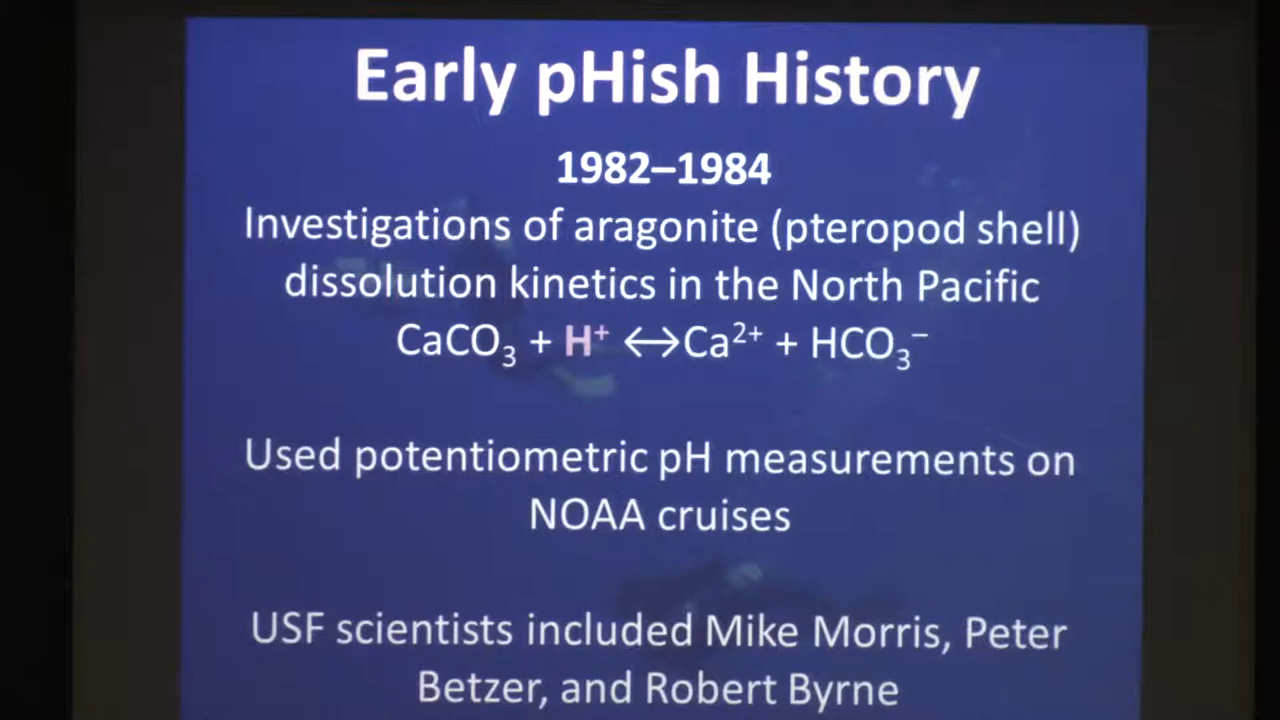 Early pHish History
1982–1984
Investigations of aragonite (pteropod shell)
dissolution kinetics in the North Pacific
CaCO₃ + H⁺ ↔Ca²⁺ + HCO₃⁻
Used potentiometric pH measurements on
NOAA cruises
USF scientists included Mike Morris, Peter
Betzer, and Robert Byrne